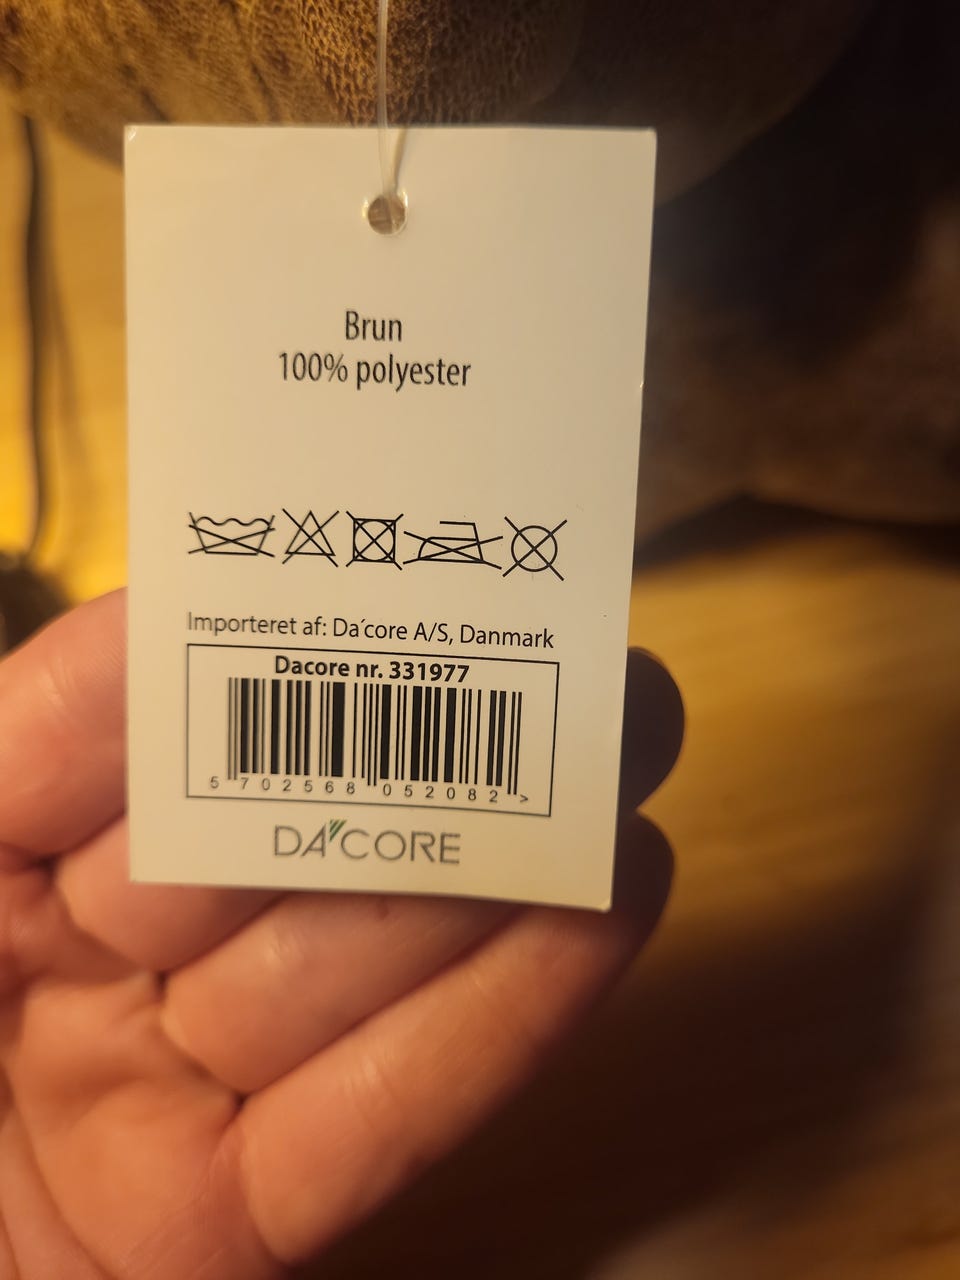 Brun
100% polyester
Importeret af: Da´core A/S, Danmark
Dacore nr. 331977
5 702568 052082 >
DA"CORE